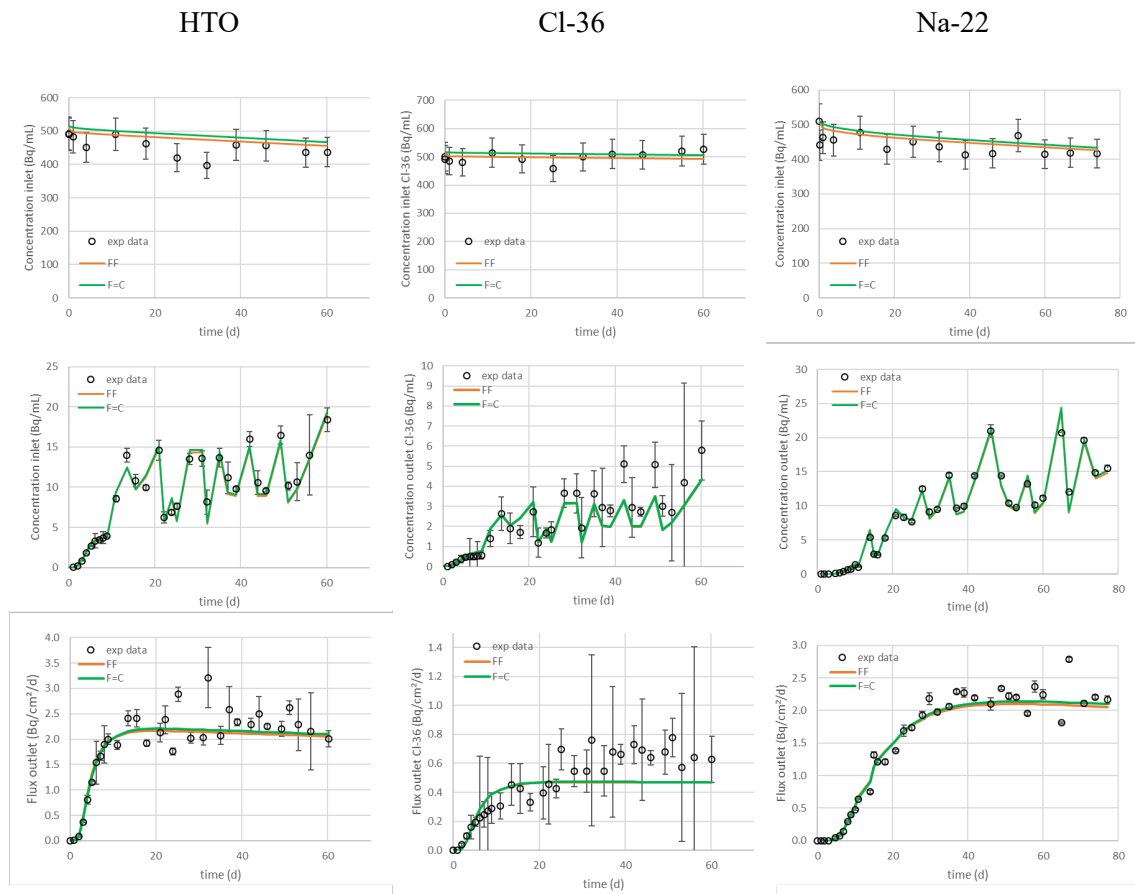 HTO Cl-36 Na-22
Concentration inlet (Bq/mL)
600
500
400
300
200
100
0
exp data
FF
F=C
0 20 40 60
time (d)
Concentration inlet Cl-36 (Bq/mL)
700
600
500
400
300
200
100
0
exp data
FF
F=C
0 20 40 60
time (d)
Concentration inlet (Bq/mL)
600
500
400
300
200
100
0
exp data
FF
F=C
0 20 40 60 80
time (d)
Concentration inlet (Bq/mL)
25
20
15
10
5
0
exp data
FF
F=C
0 20 40 60
time (d)
Concentration outlet Cl-36 (Bq/mL)
10
9
8
7
6
5
4
3
2
1
0
exp data
FF
F=C
0 20 40 60
time (d)
Concentration outlet (Bq/mL)
30
25
20
15
10
5
0
exp data
FF
F=C
0 20 40 60 80
time (d)
Flux outlet (Bq/cm²/d)
4.0
3.5
3.0
2.5
2.0
1.5
1.0
0.5
0.0
exp data
FF
F=C
0 20 40 60
time (d)
Flux outlet Cl-36 (Bq/cm²/d)
1.4
1.2
1.0
0.8
0.6
0.4
0.2
0.0
exp data
FF
F=C
0 20 40 60
time (d)
Flux outlet (Bq/cm²/d)
3.0
2.5
2.0
1.5
1.0
0.5
0.0
exp data
FF
F=C
0 20 40 60 80
time (d)